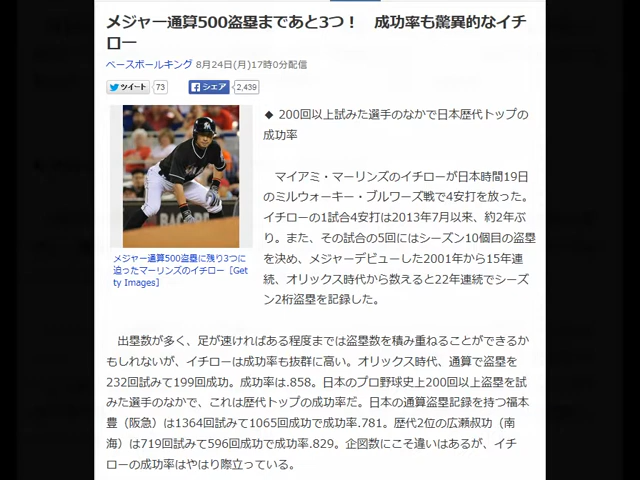 メジャー通算500盗塁まであと3つ！　成功率も驚異的なイチ
ロー
ベースボールキング 8月24日(月)17時0分配信
ツイート 73 シェア 2,439
◆ 200回以上試みた選手のなかで日本歴代トップの
成功率
マイアミ・マーリンズのイチローが日本時間19日
のミルウォーキー・ブルワーズ戦で4安打を放った。
イチローの1試合4安打は2013年7月以来、約2年ぶ
り。また、その試合の5回にはシーズン10個目の盗塁
を決め、メジャーデビューした2001年から15年連
続、オリックス時代から数えると22年連続でシーズ
ン2桁盗塁を記録した。
メジャー通算500盗塁に残り3つに
迫ったマーリンズのイチロー［Get
ty Images］
出塁数が多く、足が速ければある程度までは盗塁数を積み重ねることができるか
もしれないが、イチローは成功率も抜群に高い。オリックス時代、通算で盗塁を
232回試みて199回成功。成功率は.858。日本のプロ野球史上200回以上盗塁を試
みた選手のなかで、これは歴代トップの成功率だ。日本の通算盗塁記録を持つ福本
豊（阪急）は1364回試みて1065回成功で成功率.781。歴代2位の広瀬叔功（南
海）は719回試みて596回成功で成功率.829。企図数にこそ違いはあるが、イチ
ローの成功率はやはり際立っている。